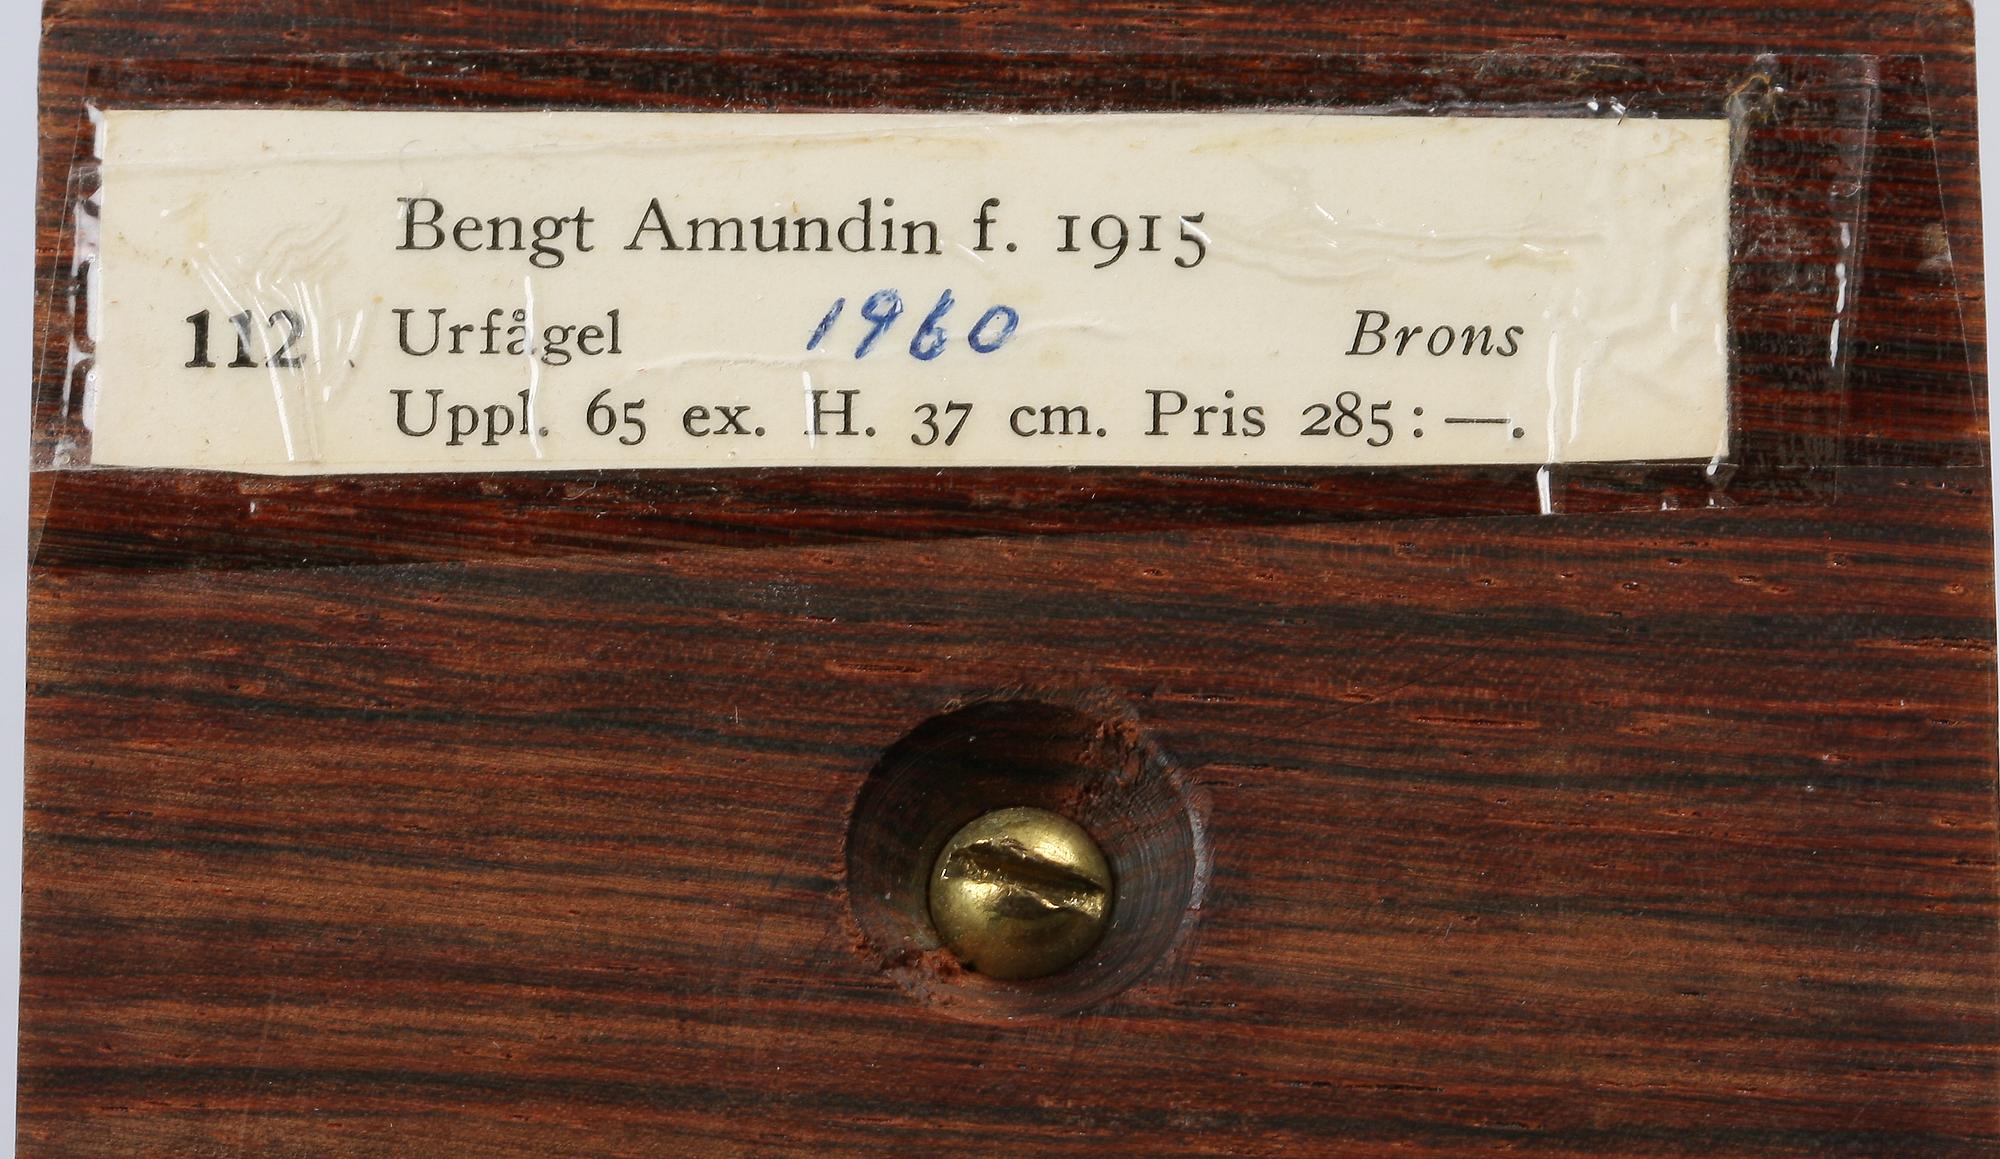 Bengt Amundin f. 1915
112. Urfågel 1960 Brons
Uppl. 65 ex. H. 37 cm. Pris 285:—.